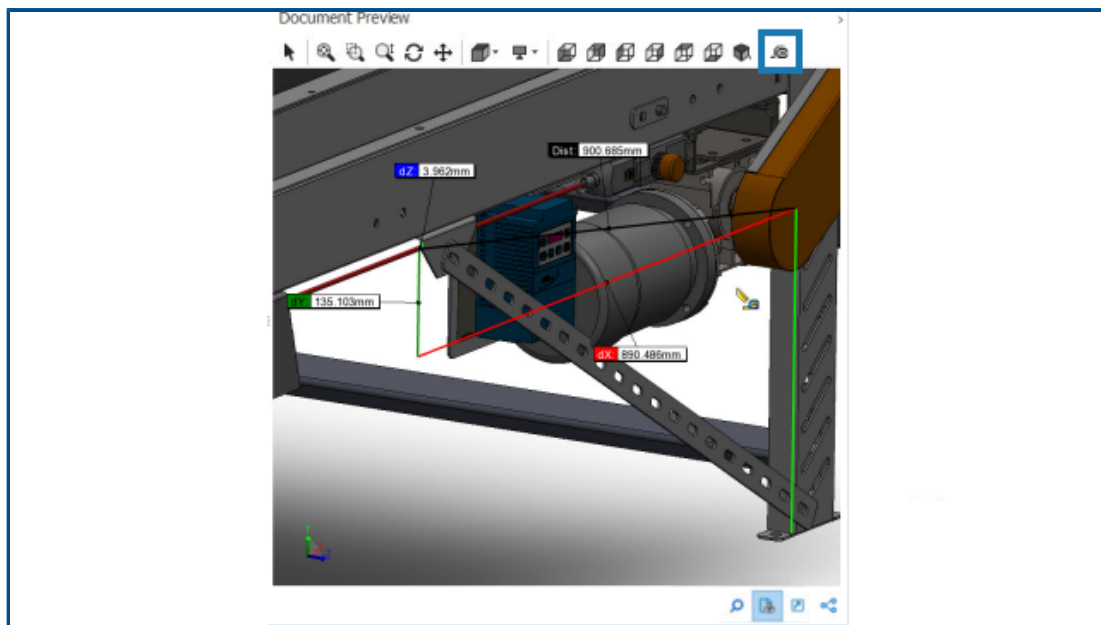 Document Preview
Dist: 900.685mm
dZ: 3.962mm
dY: 135.103mm
dX: 890.486mm
Y
Z